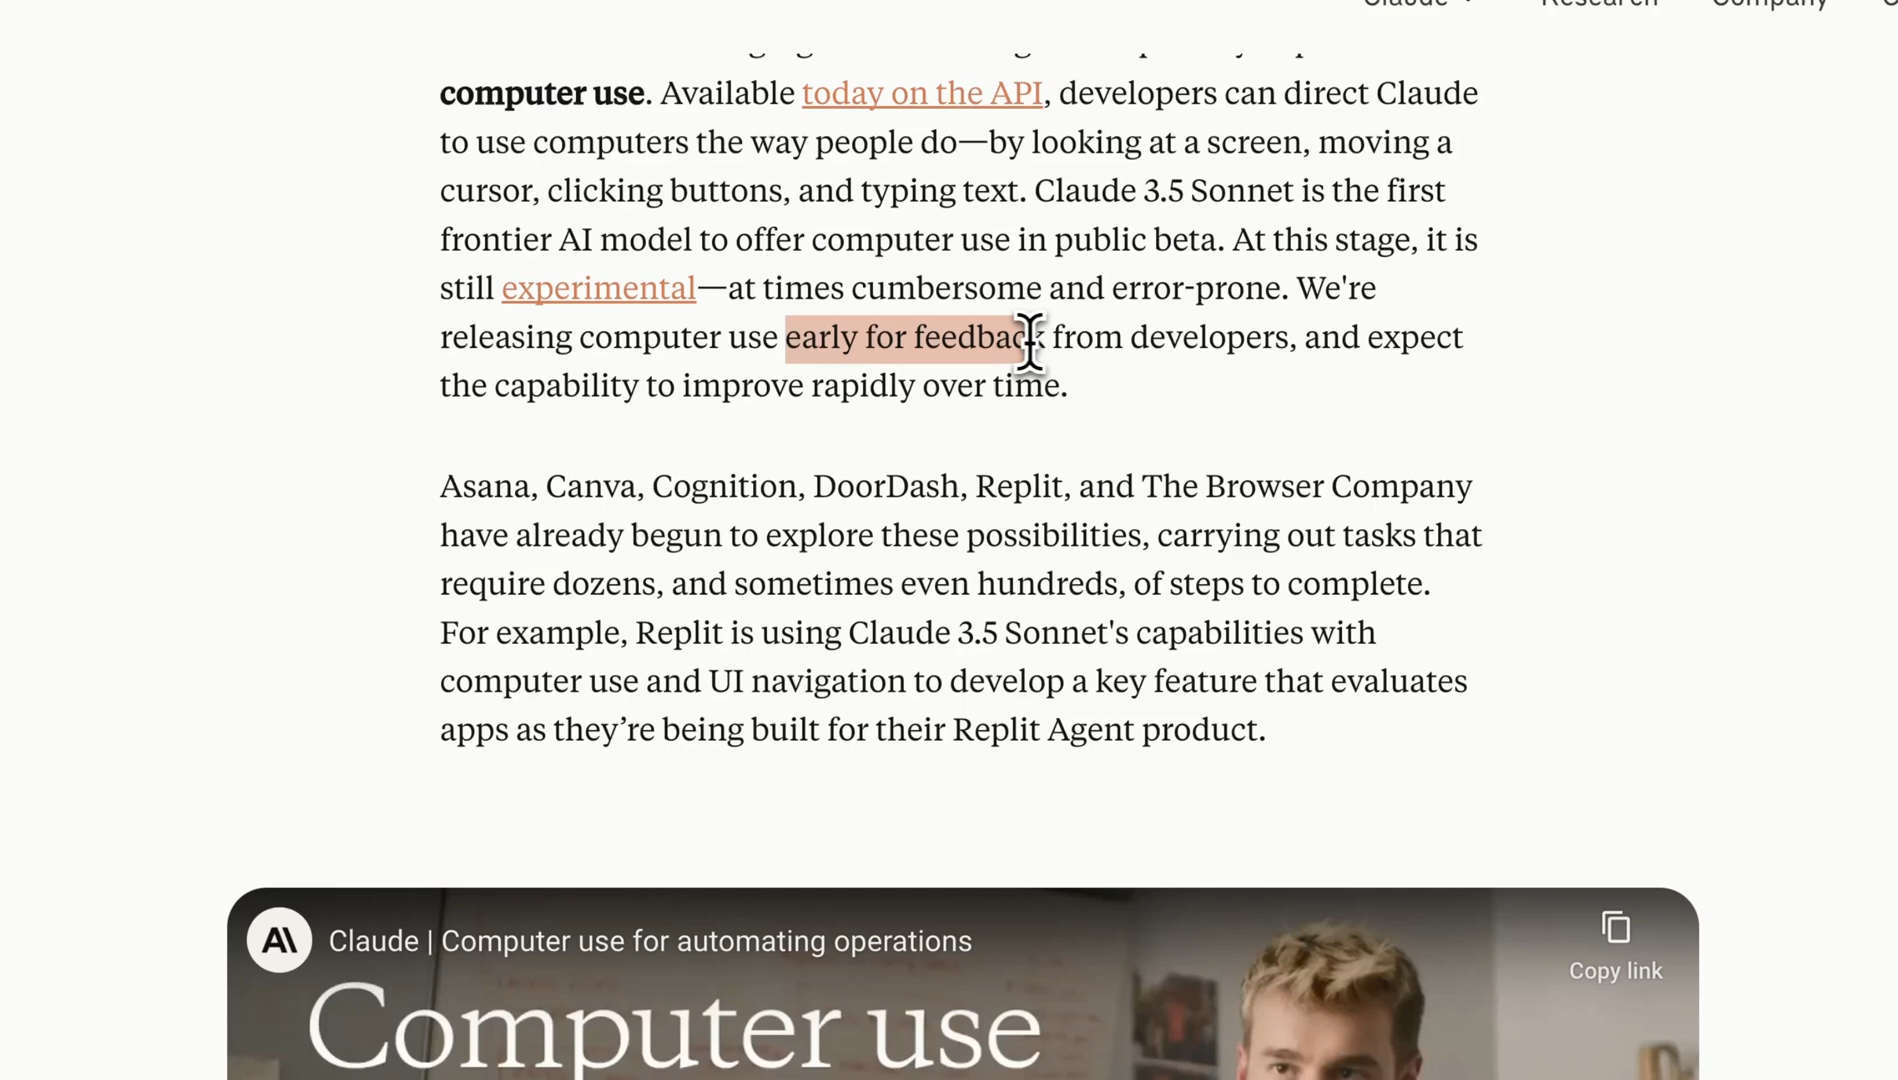 Claude Research Company
computer use. Available today on the API, developers can direct Claude
to use computers the way people do—by looking at a screen, moving a
cursor, clicking buttons, and typing text. Claude 3.5 Sonnet is the first
frontier AI model to offer computer use in public beta. At this stage, it is
still experimental—at times cumbersome and error-prone. We're
releasing computer use early for feedback from developers, and expect
the capability to improve rapidly over time.
Asana, Canva, Cognition, DoorDash, Replit, and The Browser Company
have already begun to explore these possibilities, carrying out tasks that
require dozens, and sometimes even hundreds, of steps to complete.
For example, Replit is using Claude 3.5 Sonnet's capabilities with
computer use and UI navigation to develop a key feature that evaluates
apps as they’re being built for their Replit Agent product.
Claude | Computer use for automating operations
Copy link
Computer use